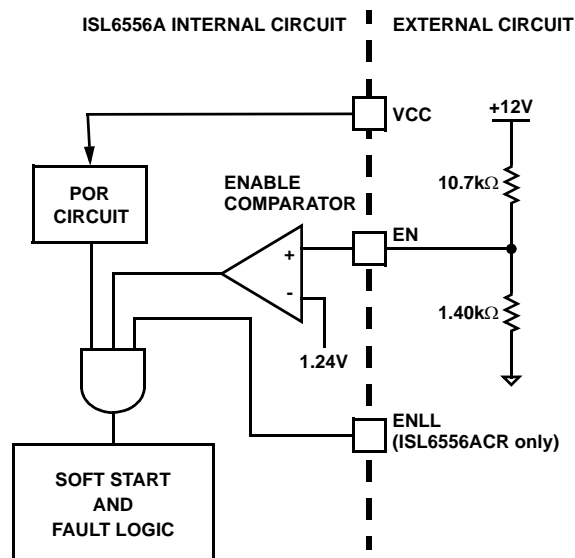 ISL6556A INTERNAL CIRCUIT
EXTERNAL CIRCUIT
VCC
+12V
POR
CIRCUIT
ENABLE
COMPARATOR
10.7kΩ
EN
+
-
1.24V
1.40kΩ
ENLL
(ISL6556ACR only)
SOFT START
AND
FAULT LOGIC